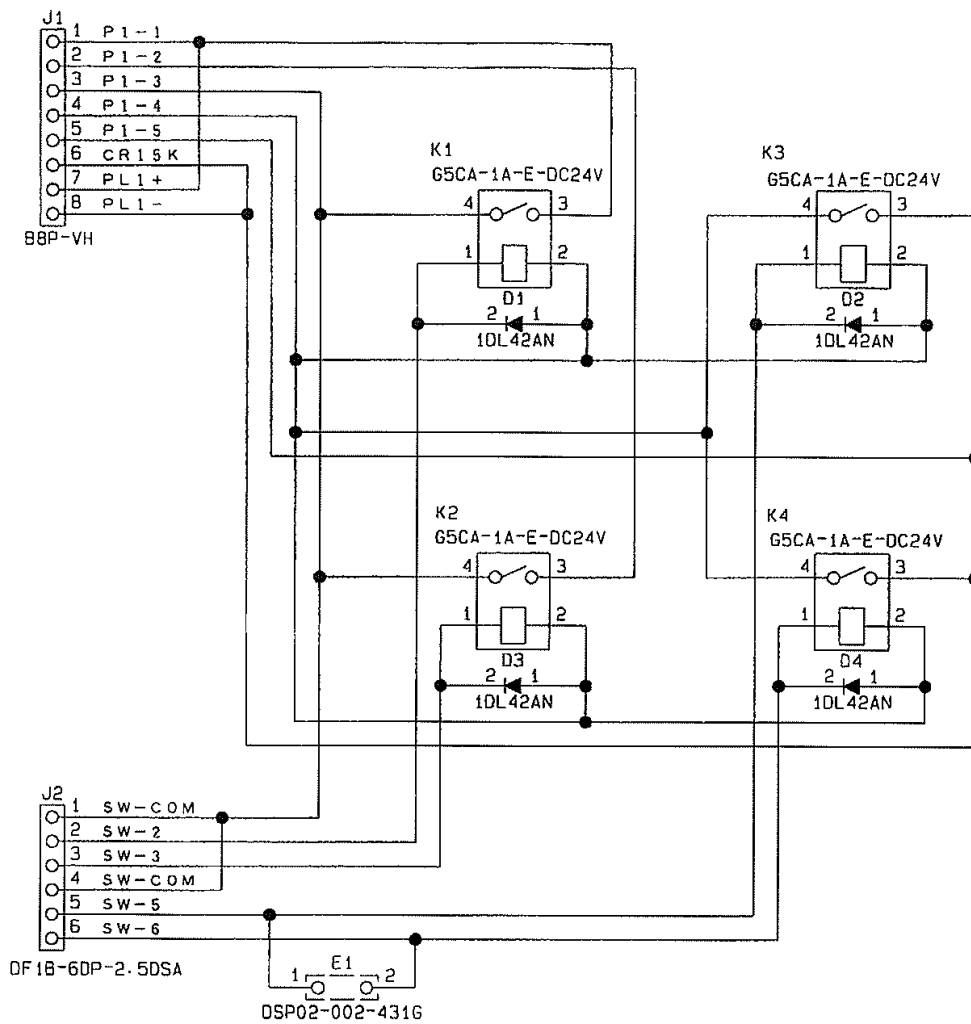 J1
1 P1-1
2 P1-2
3 P1-3
4 P1-4
5 P1-5
6 CR15K
7 PL1+
8 PL1-
B8P-VH
K1
G5CA-1A-E-DC24V
4 3
1 2
D1
2 1
1DL42AN
K3
G5CA-1A-E-DC24V
4 3
1 2
D2
2 1
1DL42AN
K2
G5CA-1A-E-DC24V
4 3
1 2
D3
2 1
1DL42AN
K4
G5CA-1A-E-DC24V
4 3
1 2
D4
2 1
1DL42AN
J2
1 SW-COM
2 SW-2
3 SW-3
4 SW-COM
5 SW-5
6 SW-6
DF1B-6DP-2.5DSA
E1
1 2
DSP02-002-431G